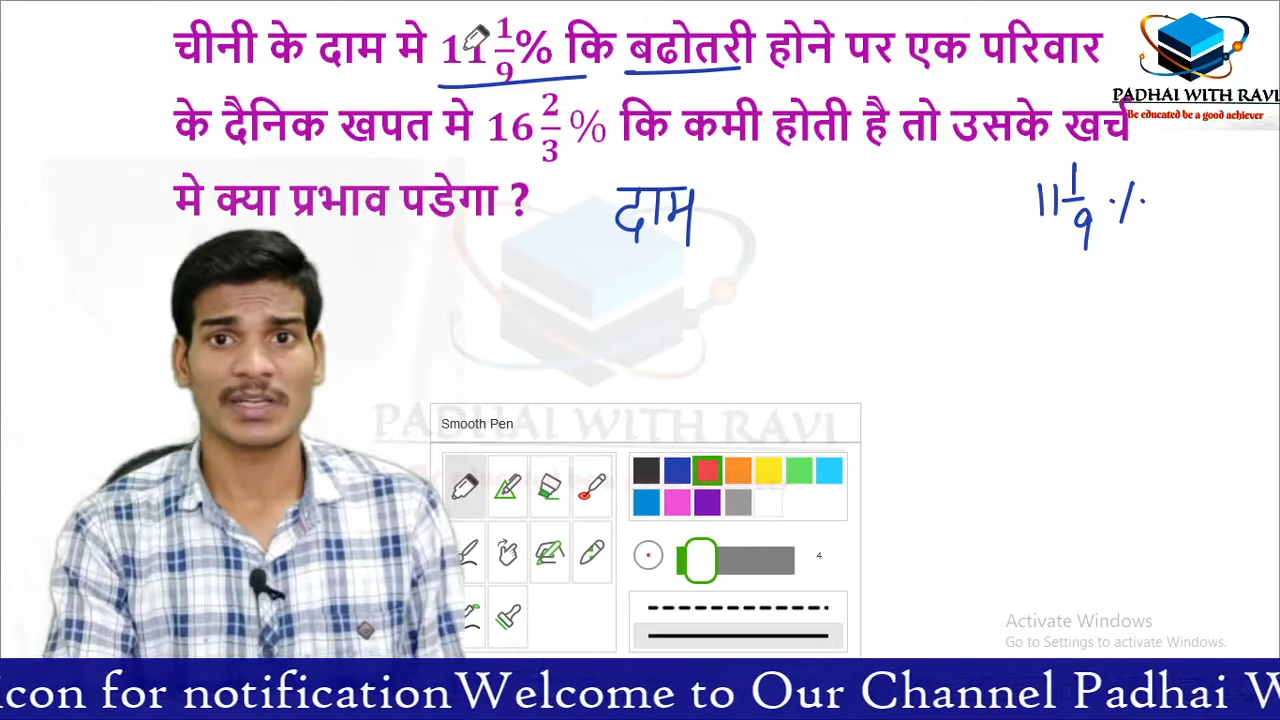 चीनी के दाम मे 11 1/9% कि बढोतरी होने पर एक परिवार
के दैनिक खपत मे 16 2/3% कि कमी होती है तो उसके खर्च
मे क्या प्रभाव पडेगा ?
PADHAI WITH RAVI
Be educated be a good achiever
दाम
11 1/9 %
PADHAI WITH RAVI
Smooth Pen
4
Activate Windows
Go to Settings to activate Windows.
icon for notificationWelcome to Our Channel Padhai W